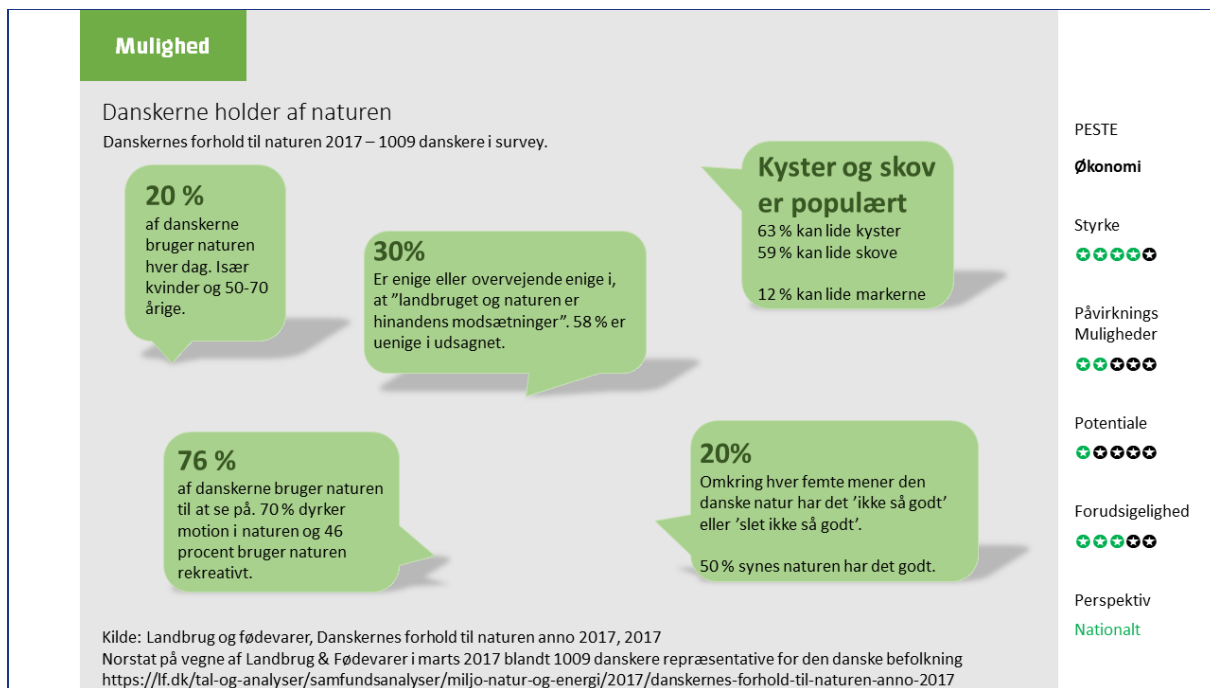 Mulighed
Danskerne holder af naturen
Danskernes forhold til naturen 2017 – 1009 danskere i survey.
20 %
af danskerne
bruger naturen
hver dag. Især
kvinder og 50-70
årige.
30%
Er enige eller overvejende enige i,
at ”landbruget og naturen er
hinandens modsætninger”. 58 % er
uenige i udsagnet.
Kyster og skov
er populært
63 % kan lide kyster
59 % kan lide skove
12 % kan lide markerne
76 %
af danskerne bruger naturen
til at se på. 70 % dyrker
motion i naturen og 46
procent bruger naturen
rekreativt.
20%
Omkring hver femte mener den
danske natur har det ’ikke så godt’
eller ’slet ikke så godt’.
50 % synes naturen har det godt.
Kilde: Landbrug og fødevarer, Danskernes forhold til naturen anno 2017, 2017
Norstat på vegne af Landbrug & Fødevarer i marts 2017 blandt 1009 danskere repræsentative for den danske befolkning
https://lf.dk/tal-og-analyser/samfundsanalyser/miljo-natur-og-energi/2017/danskernes-forhold-til-naturen-anno-2017
PESTE
Økonomi
Styrke
Påvirknings
Muligheder
Potentiale
Forudsigelighed
Perspektiv
Nationalt